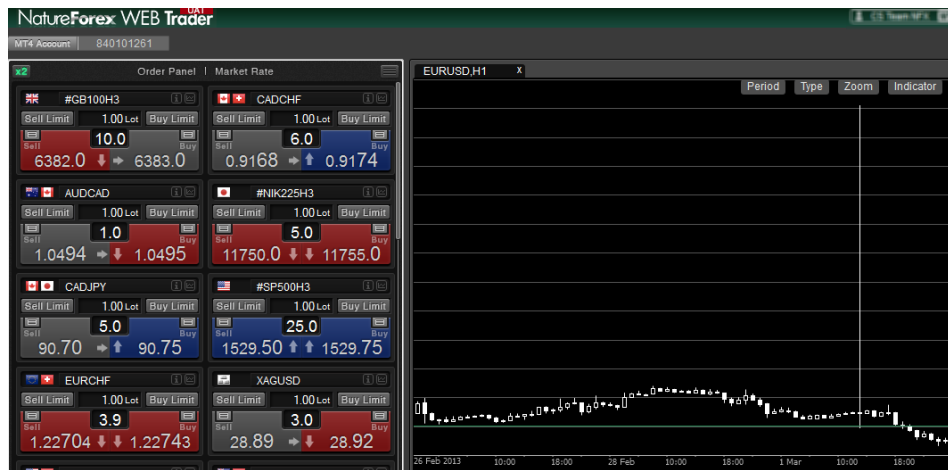 NatureForex WEB Trader UAT
MT4 Account 840101261
x2 Order Panel | Market Rate
#GB100H3
Sell Limit 1.00 Lot Buy Limit
Sell 10.0 Buy
6382.0 6383.0
CADCHF
Sell Limit 1.00 Lot Buy Limit
Sell 6.0 Buy
0.9168 0.9174
AUDCAD
Sell Limit 1.00 Lot Buy Limit
Sell 1.0 Buy
1.0494 1.0495
#NIK225H3
Sell Limit 1.00 Lot Buy Limit
Sell 5.0 Buy
11750.0 11755.0
CADJPY
Sell Limit 1.00 Lot Buy Limit
Sell 5.0 Buy
90.70 90.75
#SP500H3
Sell Limit 1.00 Lot Buy Limit
Sell 25.0 Buy
1529.50 1529.75
EURCHF
Sell Limit 1.00 Lot Buy Limit
Sell 3.9 Buy
1.22704 1.22743
XAGUSD
Sell Limit 1.00 Lot Buy Limit
Sell 3.0 Buy
28.89 28.92
EURUSD,H1 x
Period Type Zoom Indicator
26 Feb 2013 10:00 18:00 28 Feb 10:00 18:00 1 Mar 10:00 18:00